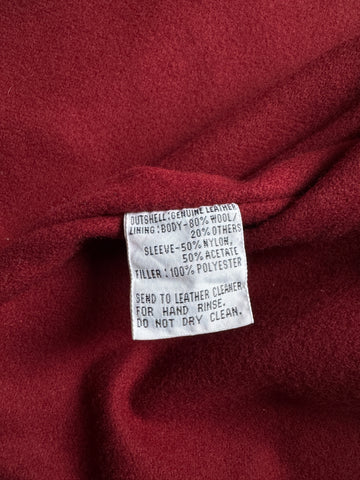 OUTSHELL:GENUINE LEATHER
LINING:BODY-80% WOOL/
20% OTHERS
SLEEVE-50% NYLON,
50% ACETATE
FILLER:100% POLYESTER
SEND TO LEATHER CLEANER
FOR HAND RINSE.
DO NOT DRY CLEAN.